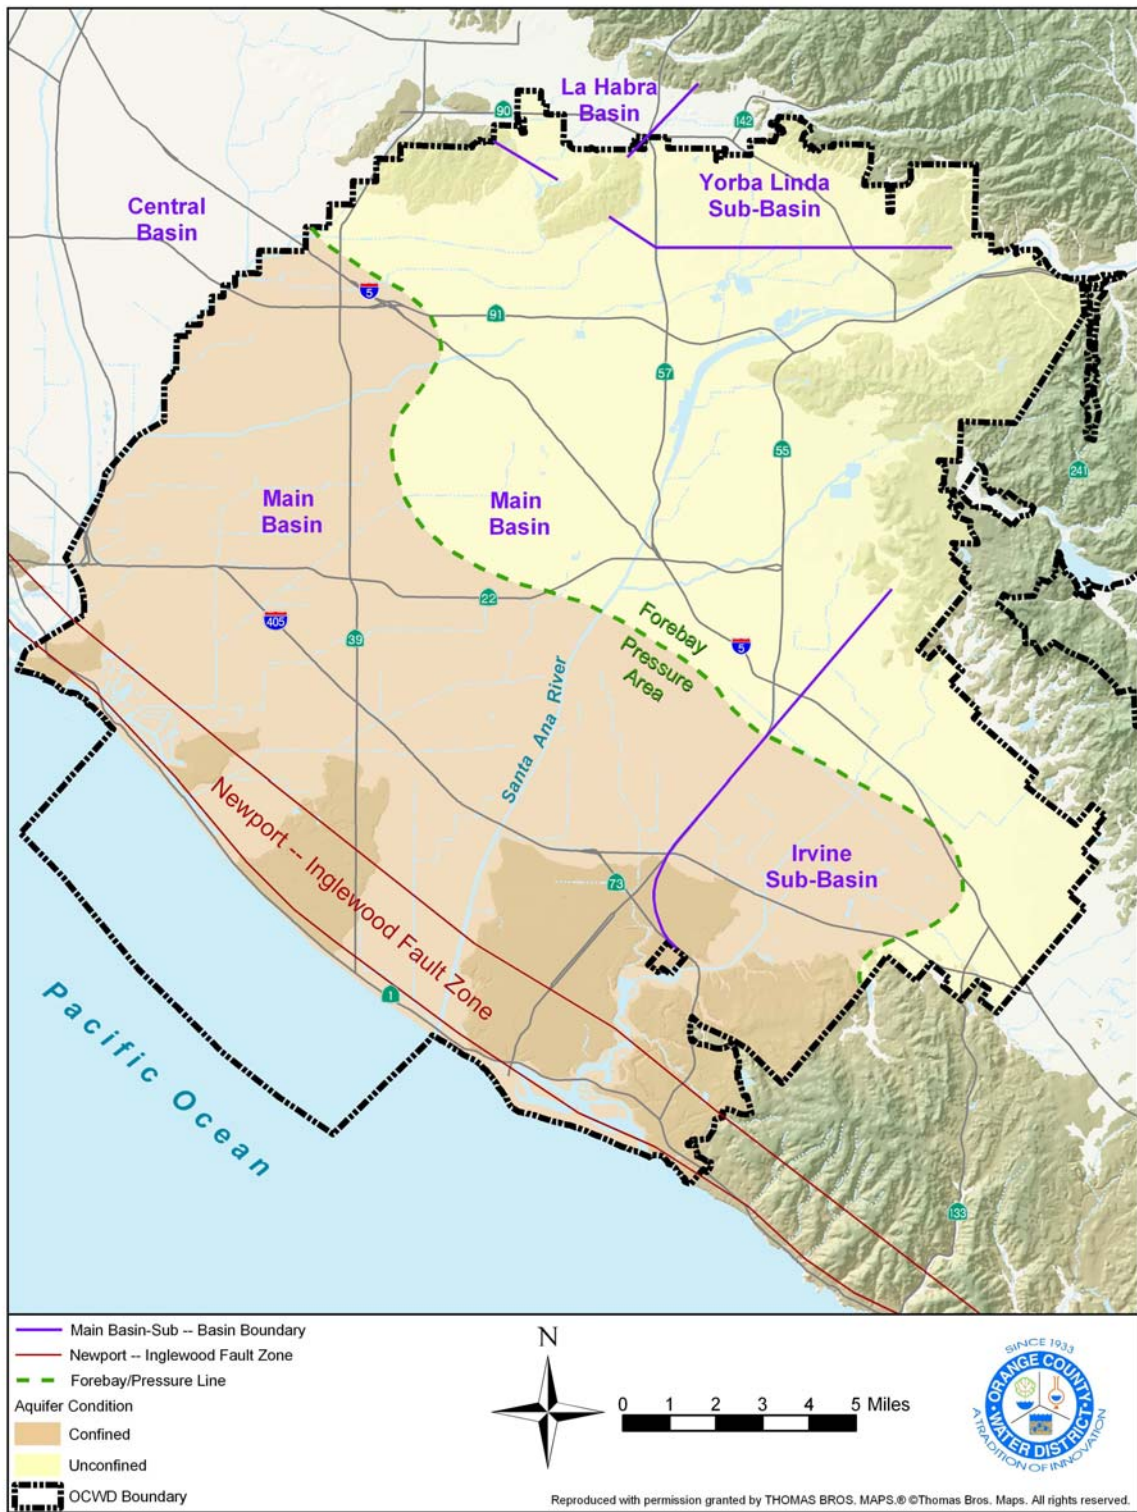 La Habra
Basin
90
142
Yorba Linda
Sub-Basin
Central
Basin
5
91
57
55
241
Main
Basin
Main
Basin
22
405
39
Forebay
Pressure
Area
5
Santa Ana River
Newport -- Inglewood Fault Zone
Irvine
Sub-Basin
73
1
Pacific Ocean
133
Main Basin-Sub -- Basin Boundary
Newport -- Inglewood Fault Zone
Forebay/Pressure Line
Aquifer Condition
Confined
Unconfined
OCWD Boundary
N
0 1 2 3 4 5 Miles
SINCE 1933
ORANGE COUNTY
WATER DISTRICT
A TRADITION OF INNOVATION
Reproduced with permission granted by THOMAS BROS. MAPS.® ©Thomas Bros. Maps. All rights reserved.